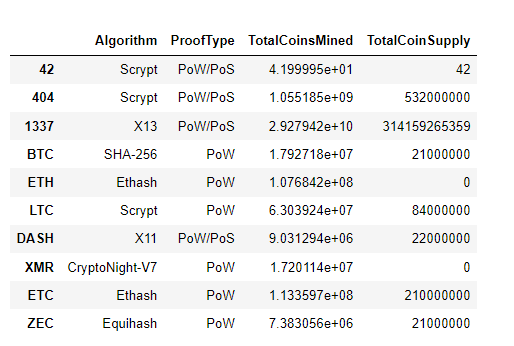 Algorithm ProofType TotalCoinsMined TotalCoinSupply
42 Scrypt PoW/PoS 4.199995e+01 42
404 Scrypt PoW/PoS 1.055185e+09 532000000
1337 X13 PoW/PoS 2.927942e+10 314159265359
BTC SHA-256 PoW 1.792718e+07 21000000
ETH Ethash PoW 1.076842e+08 0
LTC Scrypt PoW 6.303924e+07 84000000
DASH X11 PoW/PoS 9.031294e+06 22000000
XMR CryptoNight-V7 PoW 1.720114e+07 0
ETC Ethash PoW 1.133597e+08 210000000
ZEC Equihash PoW 7.383056e+06 21000000